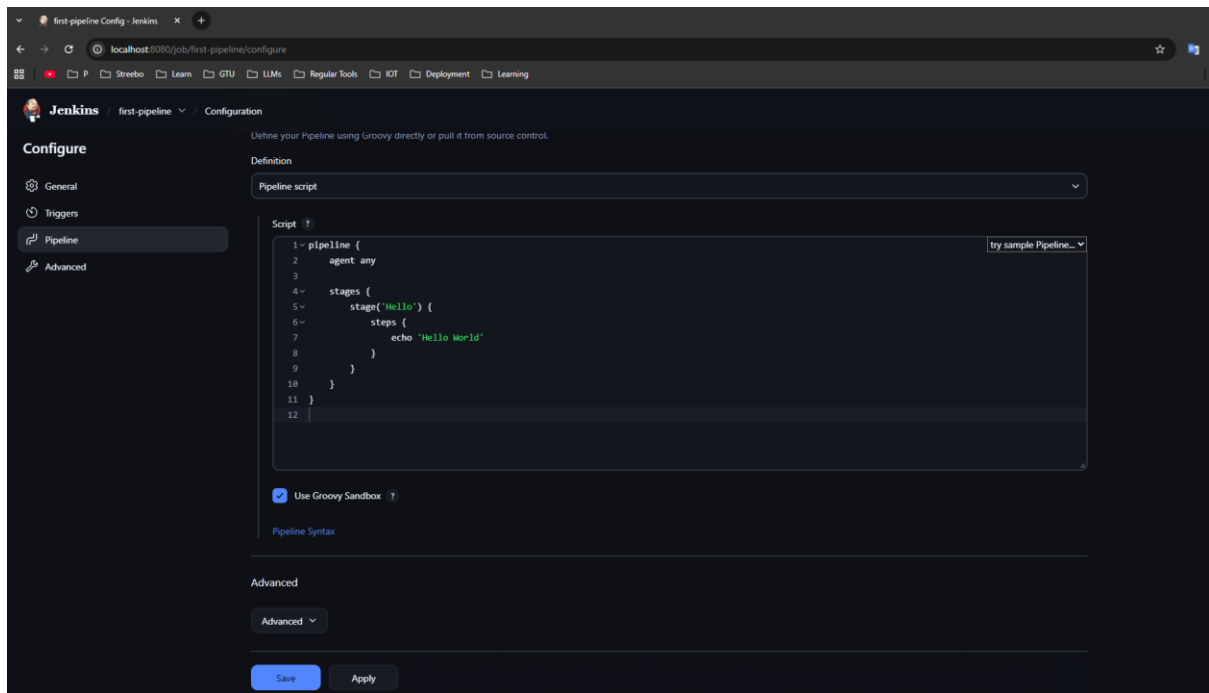 first-pipeline Config - Jenkins
localhost:8080/job/first-pipeline/configure
P Streebo Learn GTU LLMs Regular Tools IOT Deployment Learning
Jenkins / first-pipeline / Configuration
Configure
General
Triggers
Pipeline
Advanced
Define your Pipeline using Groovy directly or pull it from source control.
Definition
Pipeline script
Script ?
try sample Pipeline...
1 pipeline {
2 agent any
3
4 stages {
5 stage('Hello') {
6 steps {
7 echo 'Hello World'
8 }
9 }
10 }
11 }
12
Use Groovy Sandbox ?
Pipeline Syntax
Advanced
Advanced
Save Apply